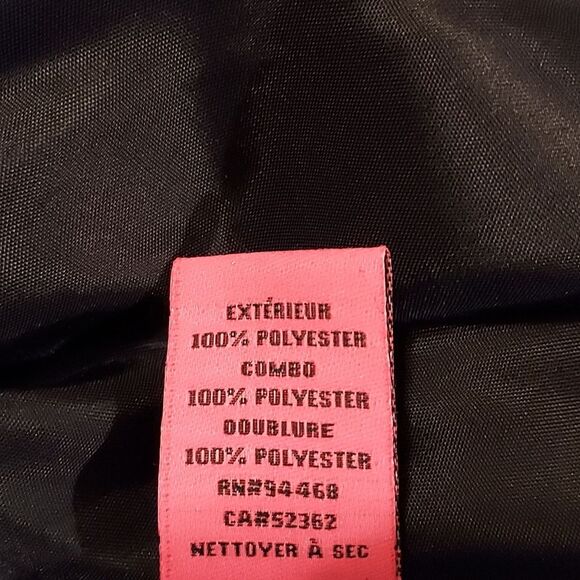 EXTÉRIEUR
100% POLYESTER
COMBO
100% POLYESTER
DOUBLURE
100% POLYESTER
RN#94468
CA#52362
NETTOYER À SEC